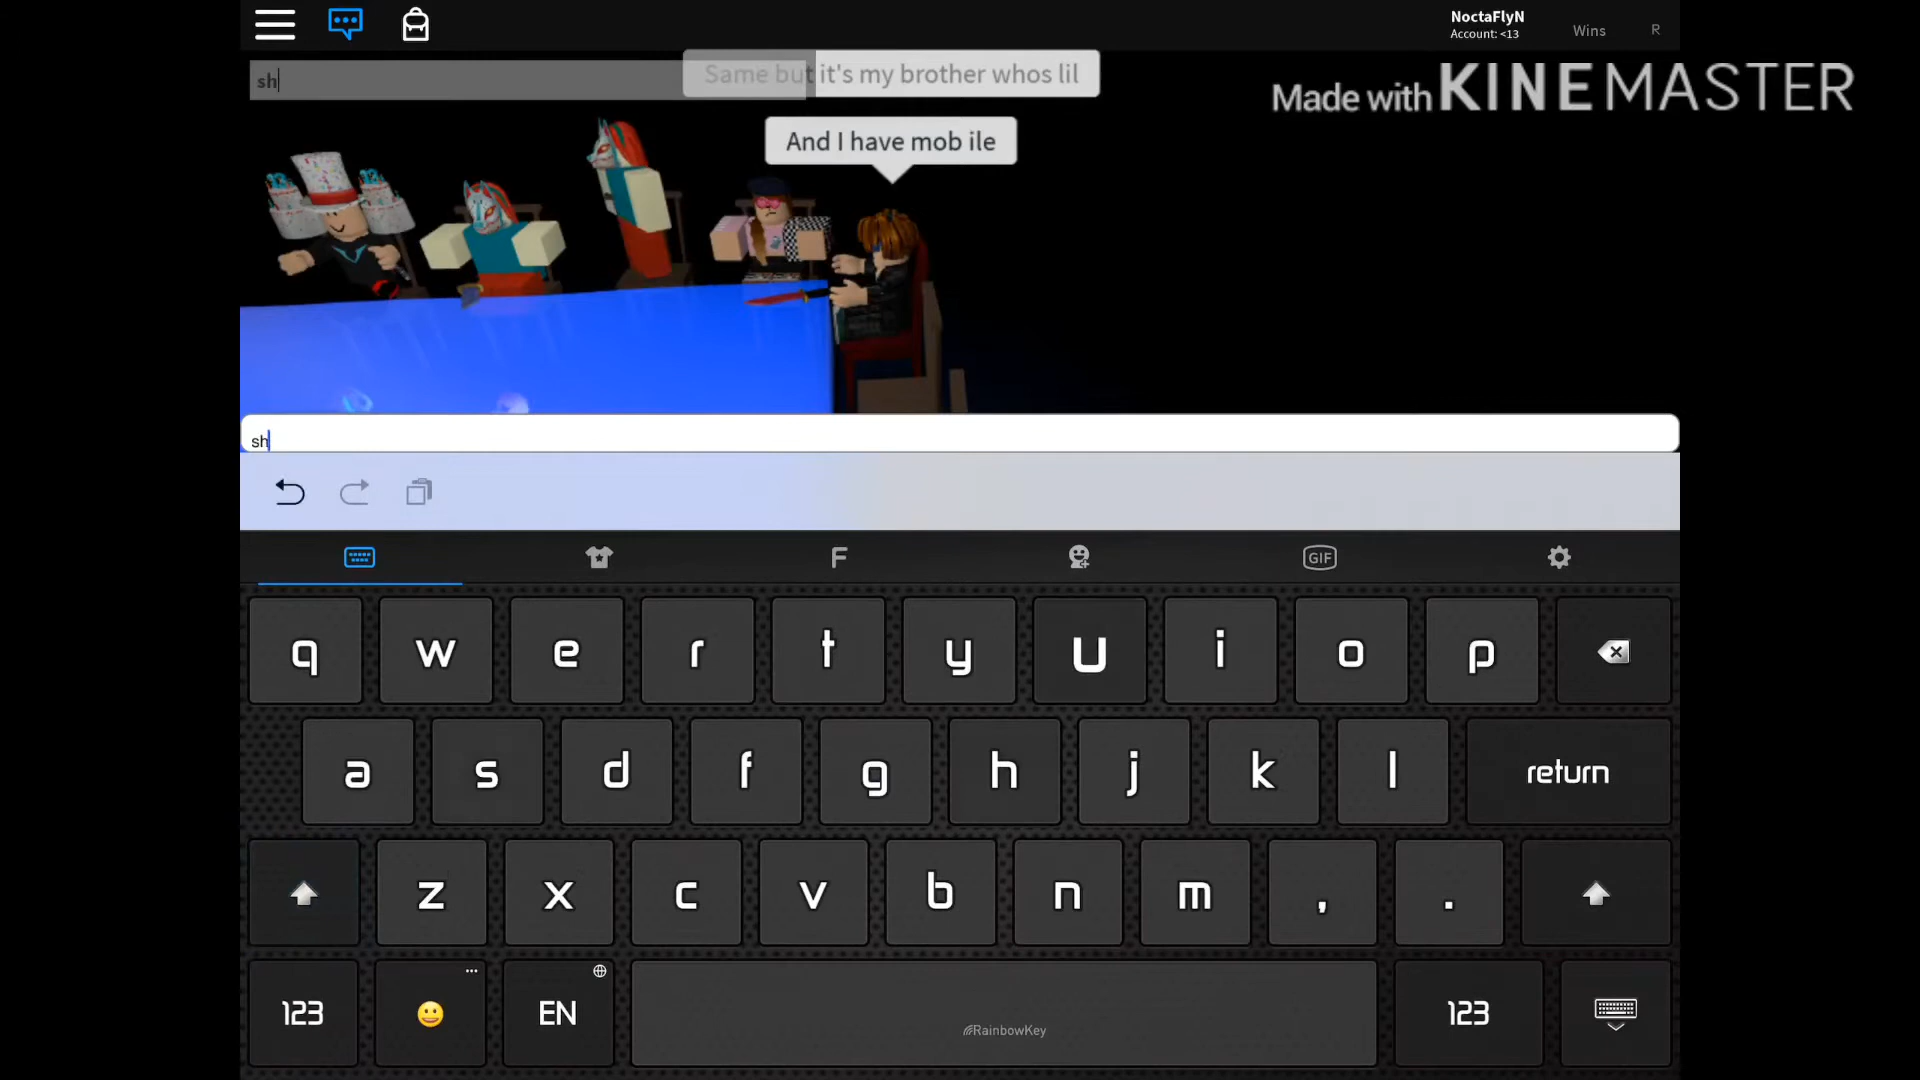 NoctaFlyN
Account: <13
Wins
R
sh
Same but it's my brother whos lil
Made with KINEMASTER
And I have mob ile
sh
F
GIF
q w e r t y u i o p
a s d f g h j k l return
z x c v b n m , .
123 EN RainbowKey 123